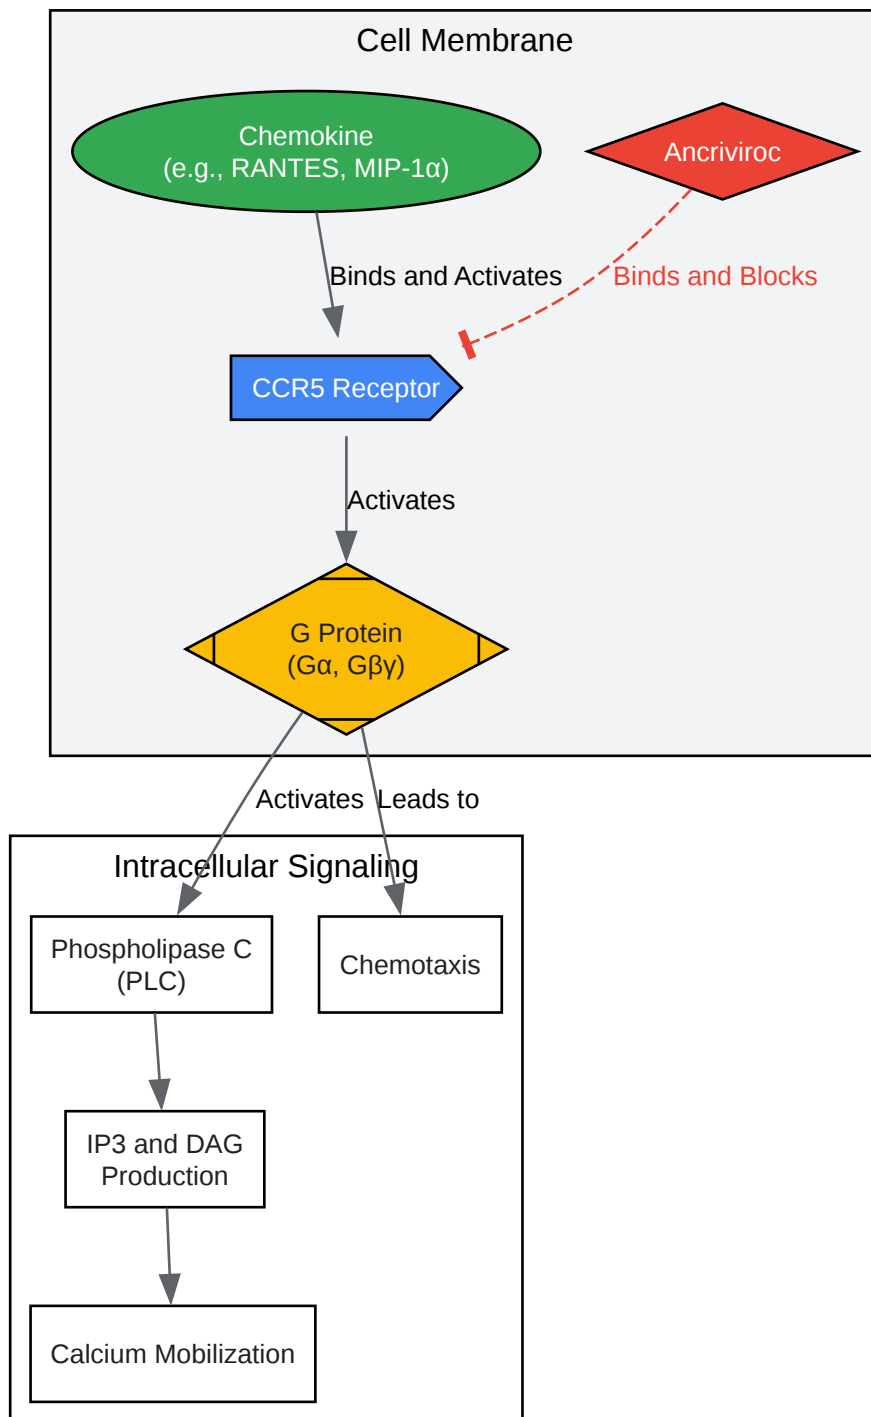 Cell Membrane
Chemokine
(e.g., RANTES, MIP-1α)
Ancriviroc
Binds and Activates
Binds and Blocks
CCR5 Receptor
Activates
G Protein
(Gα, Gβγ)
Activates
Leads to
Intracellular Signaling
Phospholipase C
(PLC)
Chemotaxis
IP3 and DAG
Production
Calcium Mobilization